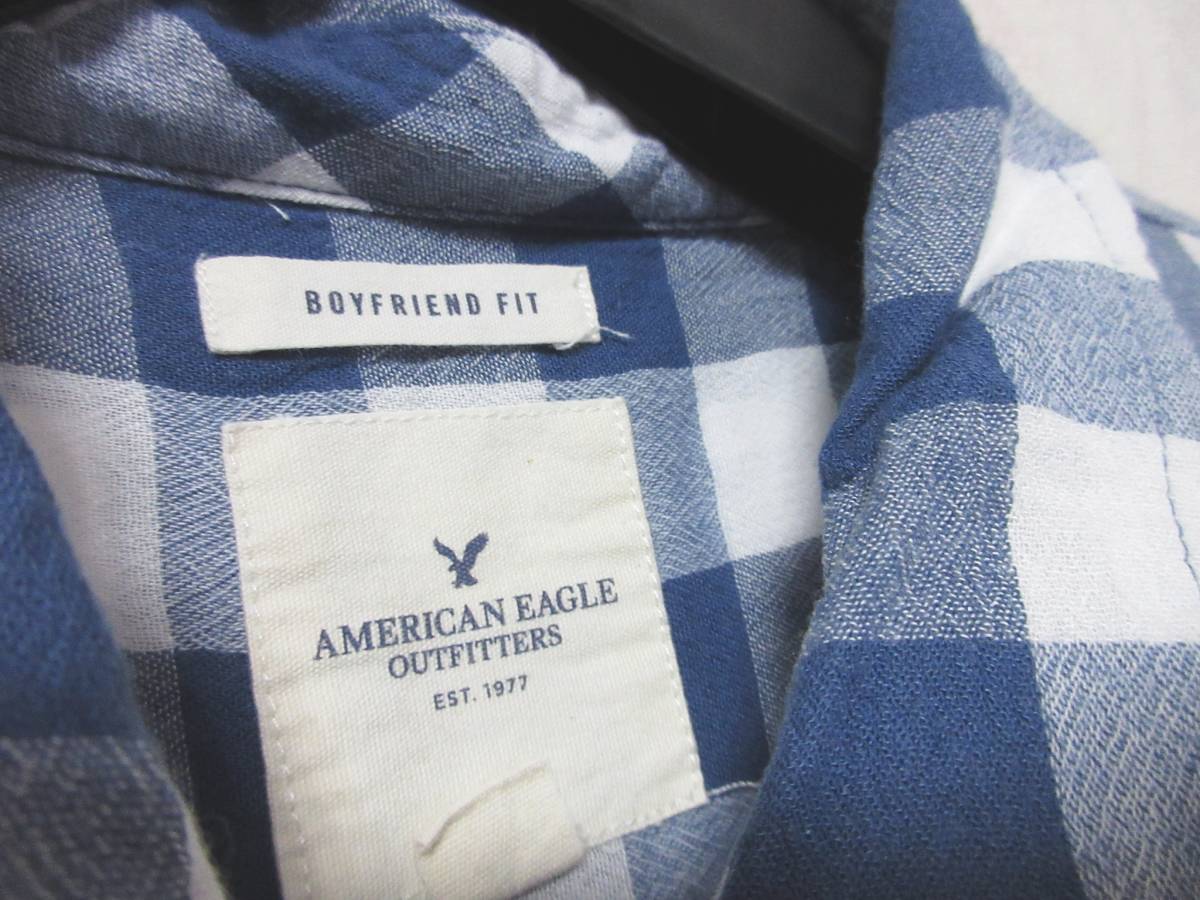 BOYFRIEND FIT
AMERICAN EAGLE
OUTFITTERS
EST. 1977